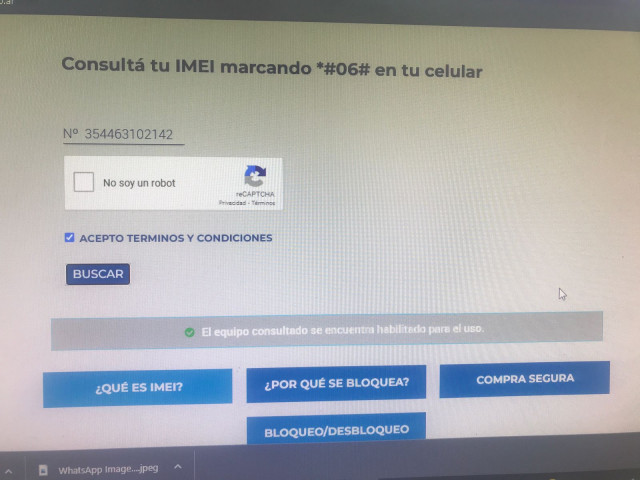 o.ar
Consultá tu IMEI marcando *#06# en tu celular
Nº 354463102142
No soy un robot
reCAPTCHA
Privacidad - Términos
ACEPTO TERMINOS Y CONDICIONES
BUSCAR
El equipo consultado se encuentra habilitado para el uso.
¿QUÉ ES IMEI?
¿POR QUÉ SE BLOQUEA?
COMPRA SEGURA
BLOQUEO/DESBLOQUEO
WhatsApp Image....jpeg